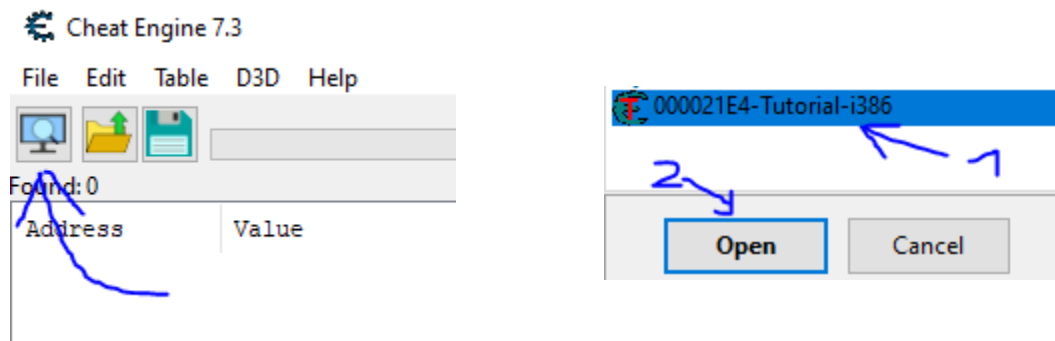 Cheat Engine 7.3
File Edit Table D3D Help
Found: 0
Address Value
000021E4-Tutorial-i386
1
2
Open Cancel